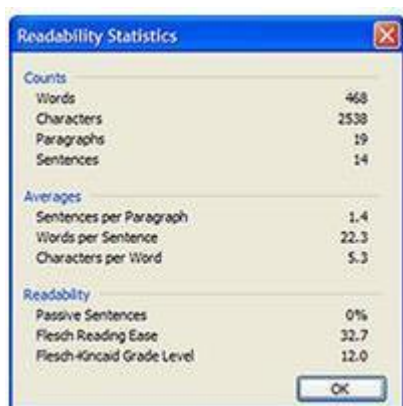 Readability Statistics
Counts
Words 468
Characters 2538
Paragraphs 19
Sentences 14
Averages
Sentences per Paragraph 1.4
Words per Sentence 22.3
Characters per Word 5.3
Readability
Passive Sentences 0%
Flesch Reading Ease 32.7
Flesch-Kincaid Grade Level 12.0
OK